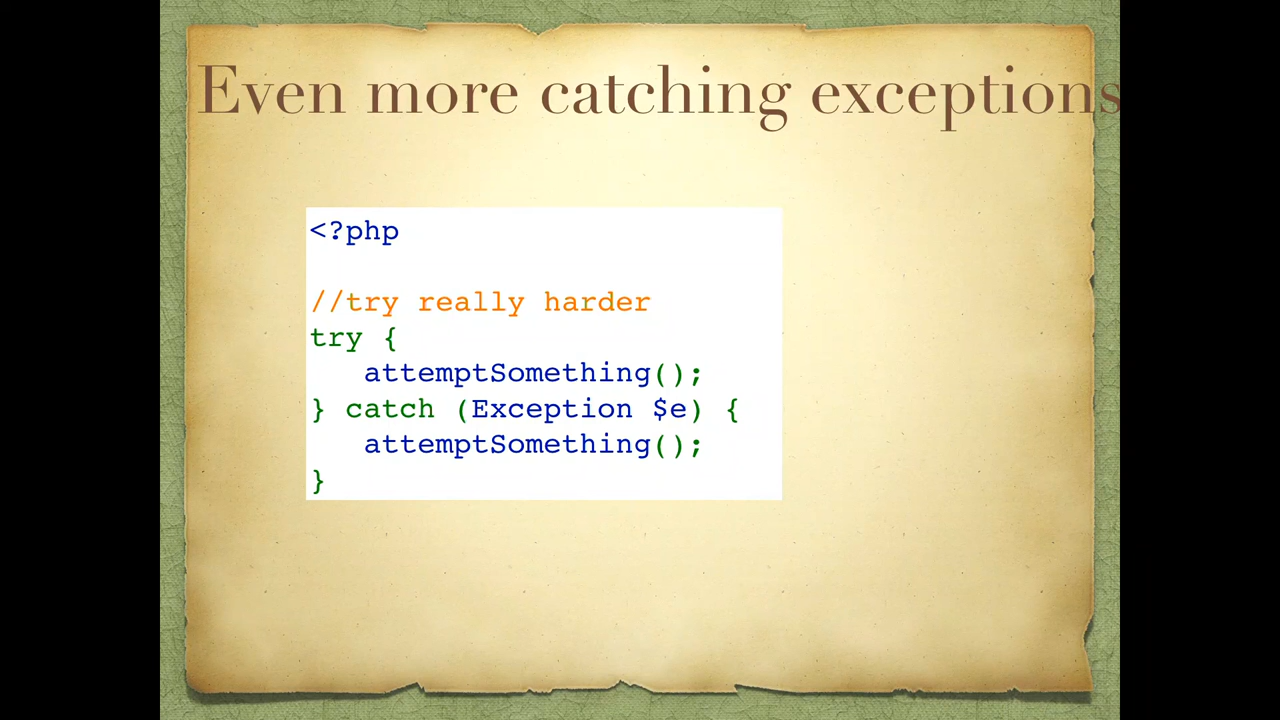 Even more catching exceptions
<?php
//try really harder
try {
   attemptSomething();
} catch (Exception $e) {
   attemptSomething();
}